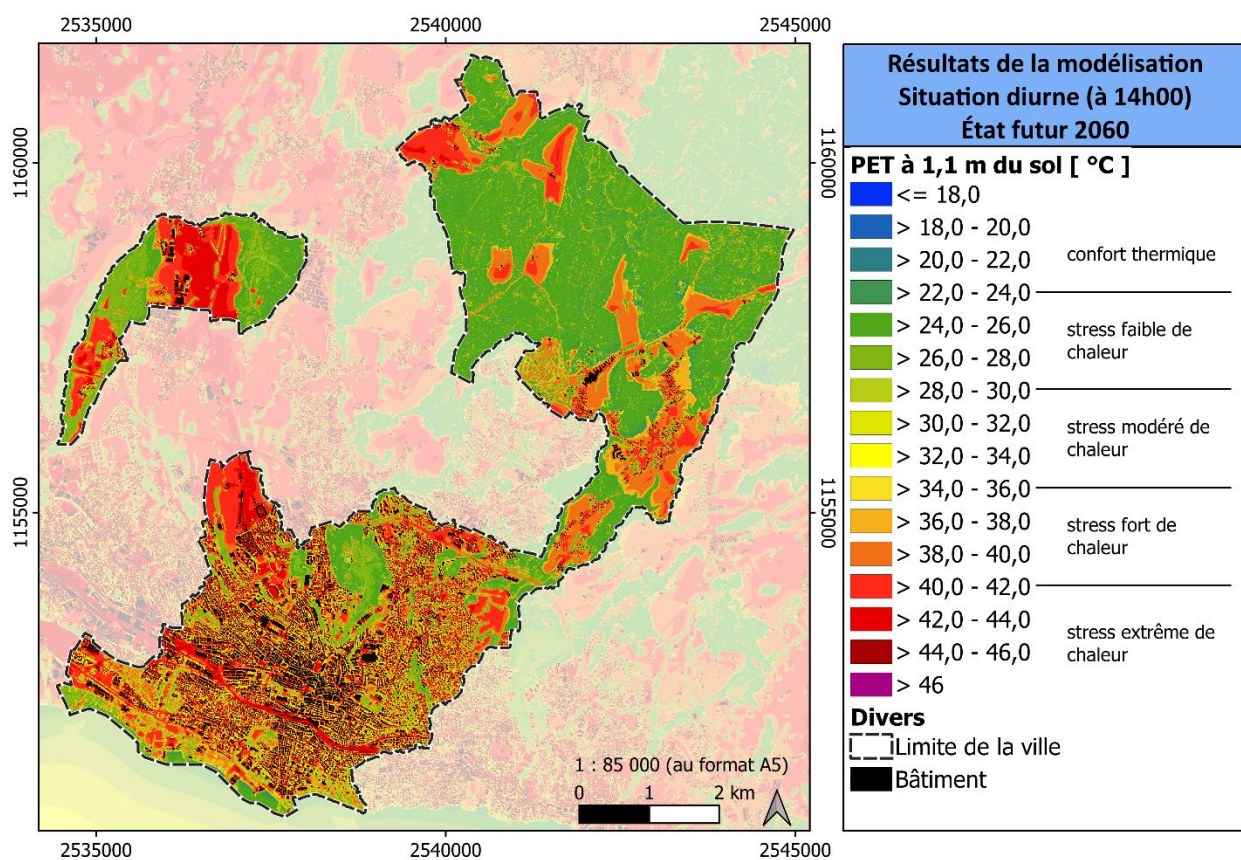 2535000
2540000
2545000
1160000
1160000
1155000
1155000
1 : 85 000 (au format A5)
0 1 2 km
2535000
2540000
2545000
Résultats de la modélisation
Situation diurne (à 14h00)
État futur 2060
PET à 1,1 m du sol [ °C ]
<= 18,0
> 18,0 - 20,0
> 20,0 - 22,0
confort thermique
> 22,0 - 24,0
> 24,0 - 26,0
stress faible de
chaleur
> 26,0 - 28,0
> 28,0 - 30,0
> 30,0 - 32,0
stress modéré de
chaleur
> 32,0 - 34,0
> 34,0 - 36,0
> 36,0 - 38,0
stress fort de
chaleur
> 38,0 - 40,0
> 40,0 - 42,0
> 42,0 - 44,0
stress extrême de
chaleur
> 44,0 - 46,0
> 46
Divers
Limite de la ville
Bâtiment